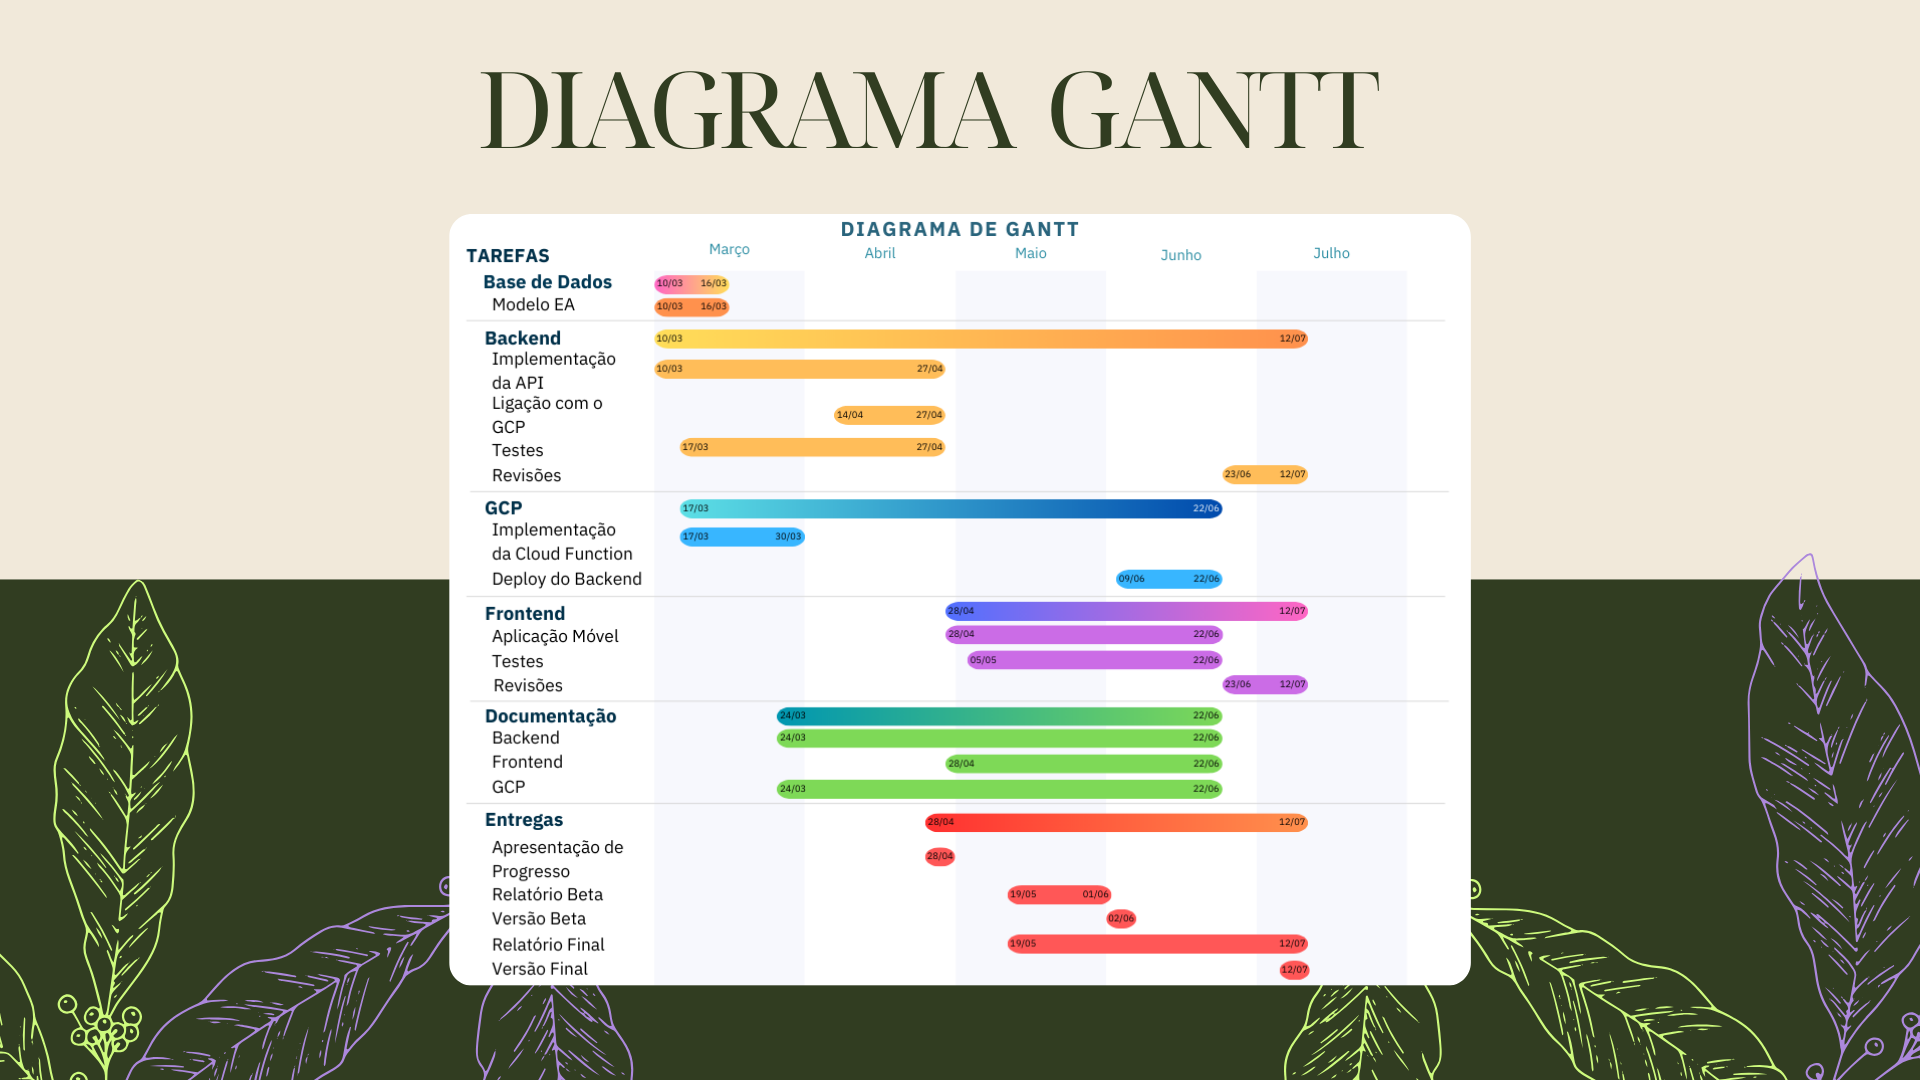 DIAGRAMA GANTT
DIAGRAMA DE GANTT
TAREFAS Março Abril Maio Junho Julho
Base de Dados 10/03 16/03
Modelo EA 10/03 16/03
Backend 10/03 12/07
Implementação
da API 10/03 27/04
Ligação com o
GCP 14/04 27/04
Testes 17/03 27/04
Revisões 23/06 12/07
GCP 17/03 22/06
Implementação
da Cloud Function 17/03 30/03
Deploy do Backend 09/06 22/06
Frontend 28/04 12/07
Aplicação Móvel 28/04 22/06
Testes 05/05 22/06
Revisões 23/06 12/07
Documentação 24/03 22/06
Backend 24/03 22/06
Frontend 28/04 22/06
GCP 24/03 22/06
Entregas 28/04 12/07
Apresentação de
Progresso 28/04
Relatório Beta 19/05 01/06
Versão Beta 02/06
Relatório Final 19/05 12/07
Versão Final 12/07